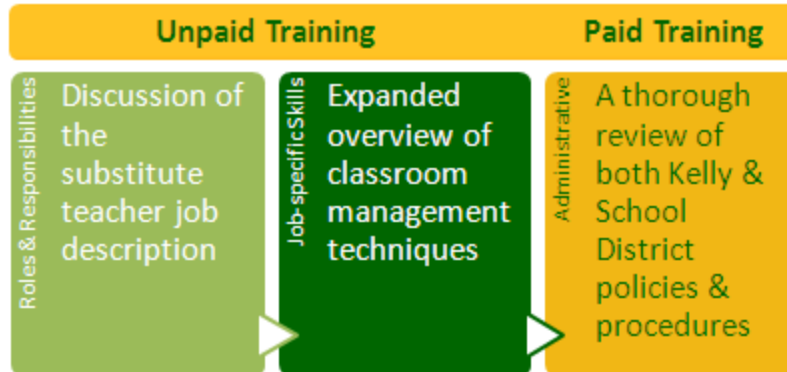 Unpaid Training
Paid Training
Roles & Responsibilities
Discussion of
the
substitute
teacher job
description
Job-specific Skills
Expanded
overview of
classroom
management
techniques
Administrative
A thorough
review of
both Kelly &
School
District
policies &
procedures